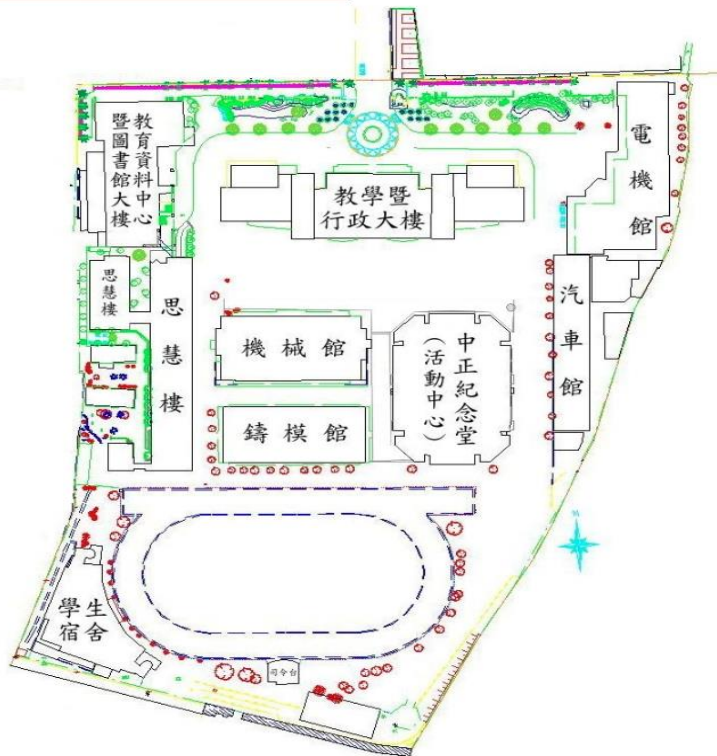 教育資料中心
暨圖書館大樓
教學暨
行政大樓
電機館
思慧樓
思慧樓
機械館
中正紀念堂
（活動中心）
汽車館
鑄模館
學生
宿舍
司令台